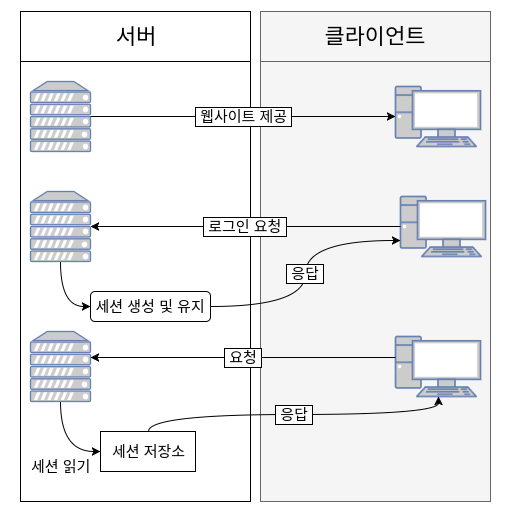 서버
클라이언트
웹사이트 제공
로그인 요청
응답
세션 생성 및 유지
요청
응답
세션 저장소
세션 읽기